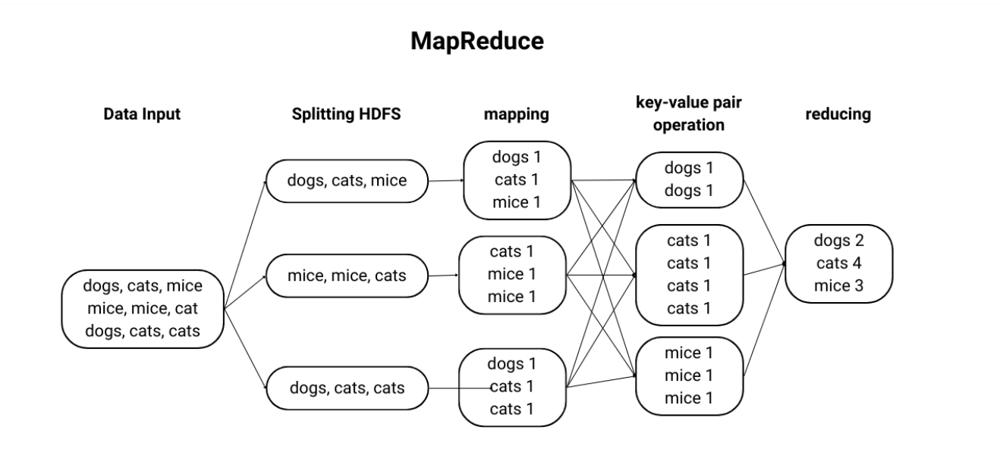 MapReduce
Data Input
Splitting HDFS
mapping
key-value pair
operation
reducing
dogs, cats, mice
mice, mice, cat
dogs, cats, cats
dogs, cats, mice
mice, mice, cats
dogs, cats, cats
dogs 1
cats 1
mice 1
cats 1
mice 1
mice 1
dogs 1
cats 1
cats 1
dogs 1
dogs 1
cats 1
cats 1
cats 1
cats 1
mice 1
mice 1
mice 1
dogs 2
cats 4
mice 3